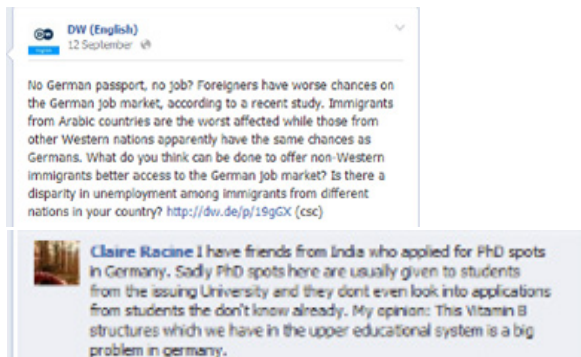 DW (English)
12 September
No German passport, no job? Foreigners have worse chances on
the German job market, according to a recent study. Immigrants
from Arabic countries are the worst affected while those from
other Western nations apparently have the same chances as
Germans. What do you think can be done to offer non-Western
immigrants better access to the German job market? Is there a
disparity in unemployment among immigrants from different
nations in your country? http://dw.de/p/19gGX (csc)
Claire Racine I have friends from India who applied for PhD spots
in Germany. Sadly PhD spots here are usually given to students
from the issuing University and they dont even look into applications
from students the don't know already. My opinion: This Vitamin B
structures which we have in the upper educational system is a big
problem in germany.